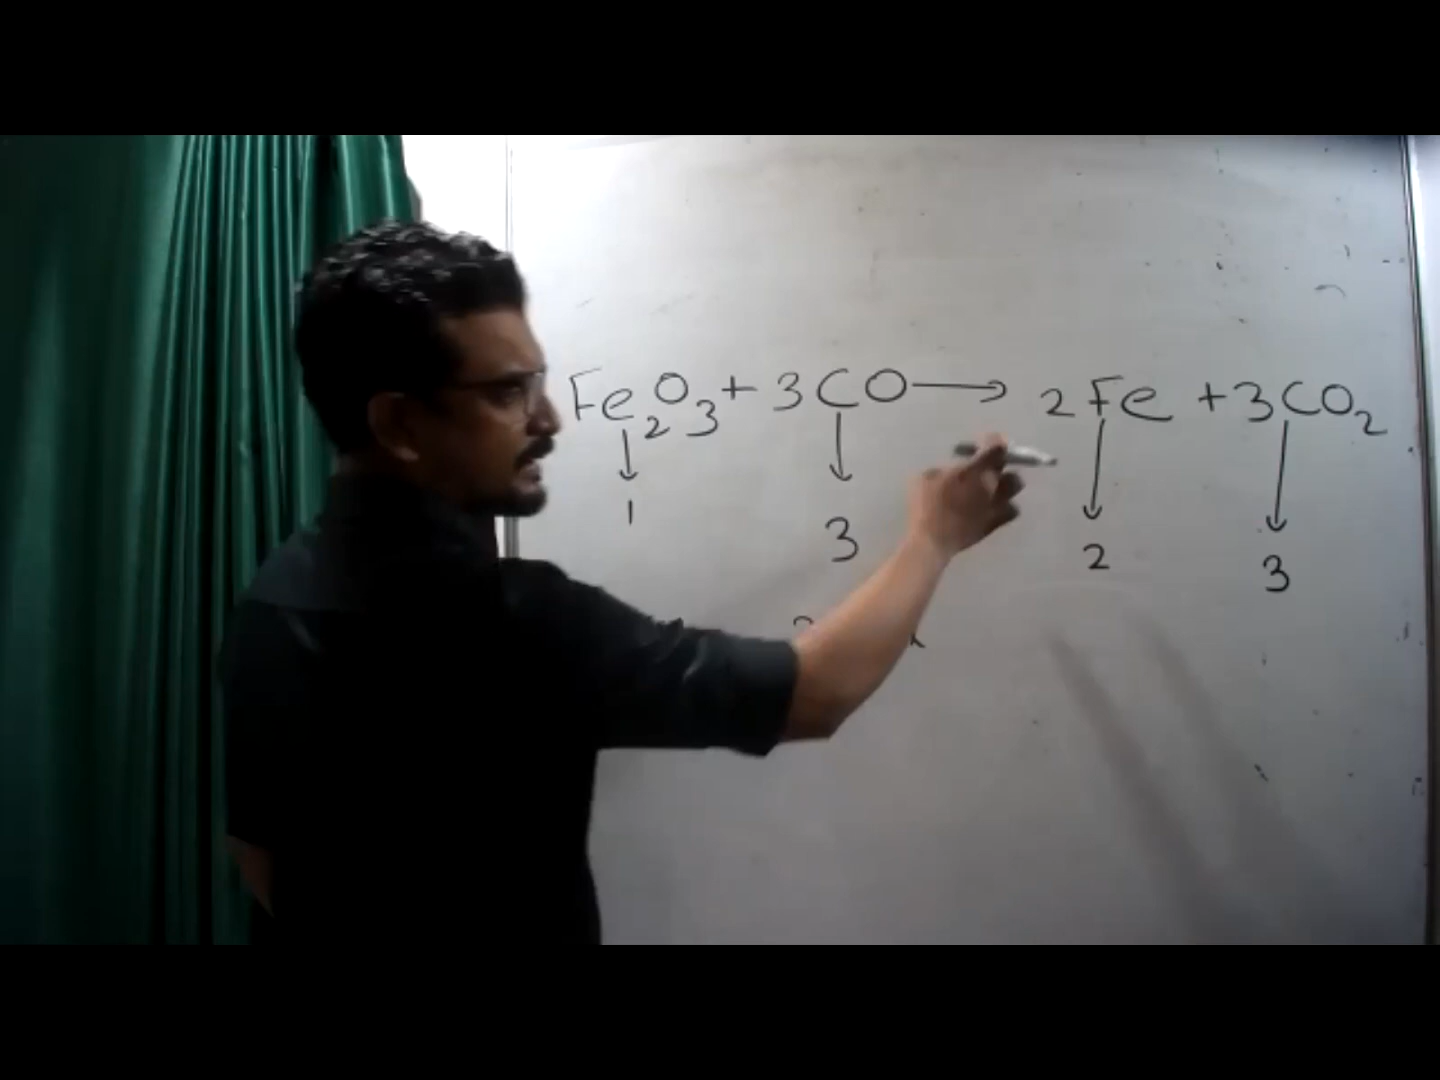 Fe₂O₃ + 3CO → 2Fe + 3CO₂
↓ ↓ ↓ ↓
1 3 2 3